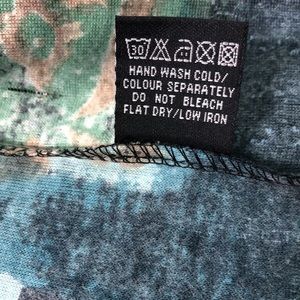 30
HAND WASH COLD/
COLOUR SEPARATELY
DO NOT BLEACH
FLAT DRY/LOW IRON